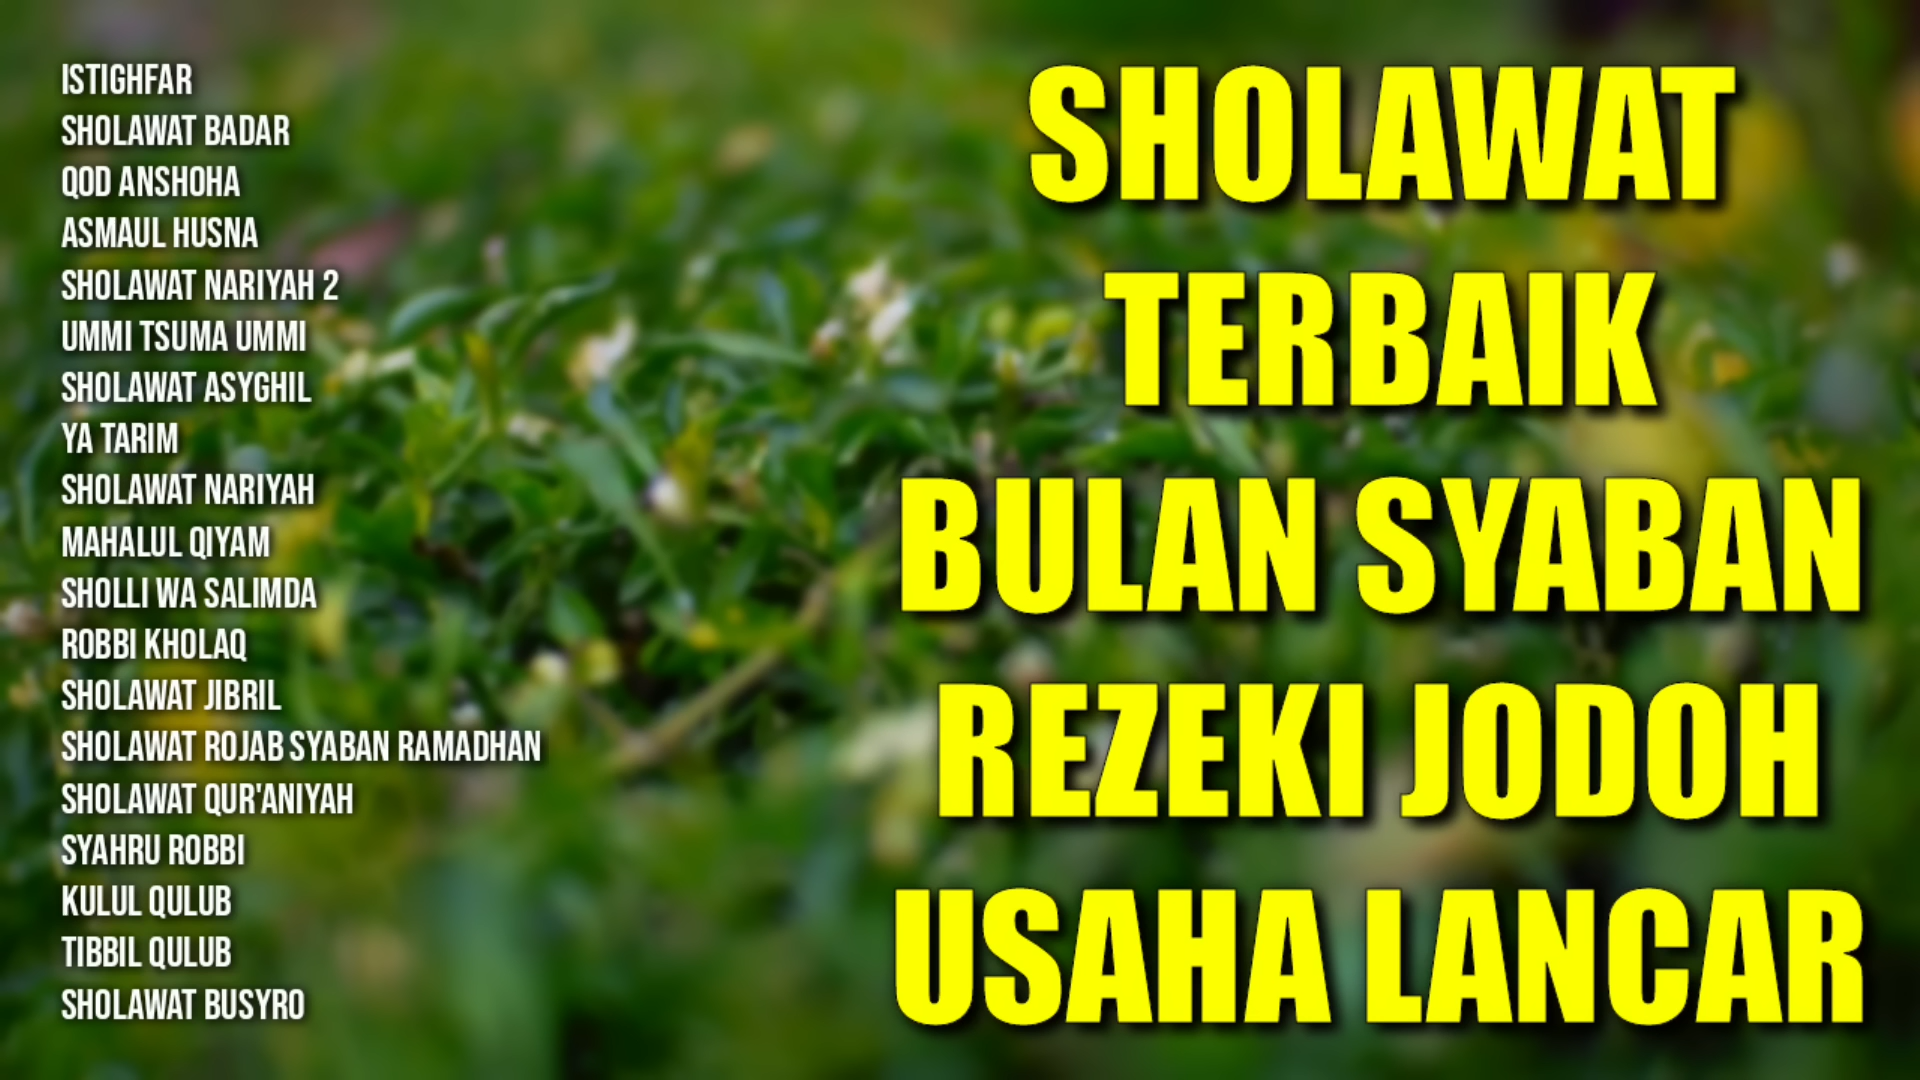 ISTIGHFAR
SHOLAWAT BADAR
QOD ANSHOHA
ASMAUL HUSNA
SHOLAWAT NARIYAH 2
UMMI TSUMA UMMI
SHOLAWAT ASYGHIL
YA TARIM
SHOLAWAT NARIYAH
MAHALUL QIYAM
SHOLLI WA SALIMDA
ROBBI KHOLAQ
SHOLAWAT JIBRIL
SHOLAWAT ROJAB SYABAN RAMADHAN
SHOLAWAT QUR'ANIYAH
SYAHRU ROBBI
KULUL QULUB
TIBBIL QULUB
SHOLAWAT BUSYRO
SHOLAWAT
TERBAIK
BULAN SYABAN
REZEKI JODOH
USAHA LANCAR